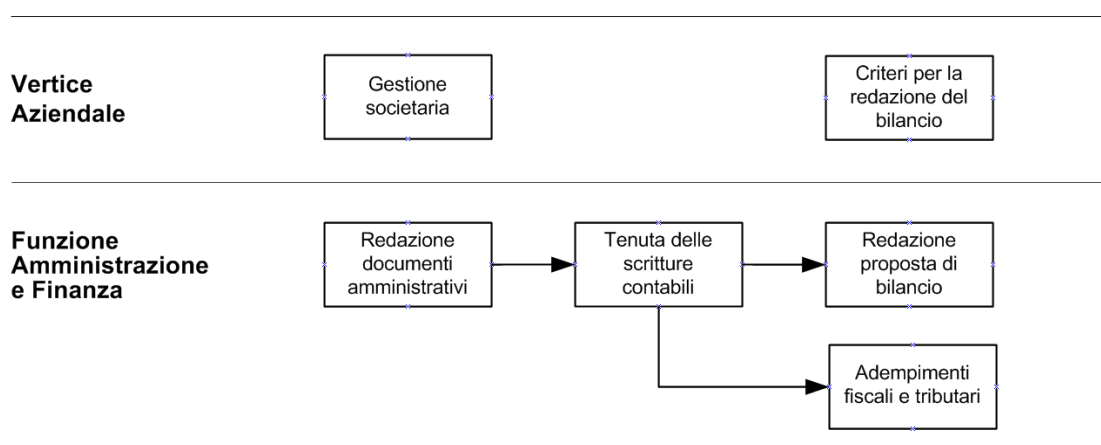 Vertice
Aziendale
Gestione
societaria
Criteri per la
redazione del
bilancio
Funzione
Amministrazione
e Finanza
Redazione
documenti
amministrativi
Tenuta delle
scritture
contabili
Redazione
proposta di
bilancio
Adempimenti
fiscali e tributari